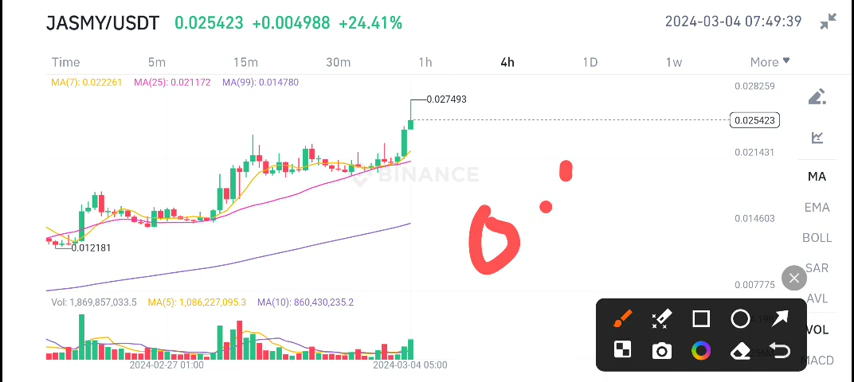 JASMY/USDT 0.025423 +0.004988 +24.41% 2024-03-04 07:49:39
Time 5m 15m 30m 1h 4h 1D 1w More
MA(7): 0.022261 MA(25): 0.021172 MA(99): 0.014780
0.028259
0.027493
0.025423
0.021431
MA
BINANCE
EMA
0.014603
BOLL
0.012181
SAR
0.007775
AVL
Vol: 1,869,857,033.5 MA(5): 1,086,227,095.3 MA(10): 860,430,235.2
VOL
MACD
2024-02-27 01:00 2024-03-04 05:00